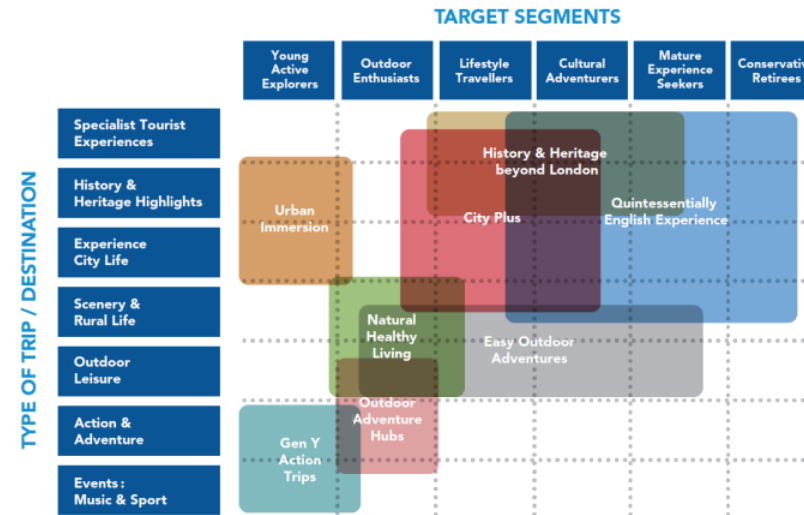 TARGET SEGMENTS
Young
Active
Explorers
Outdoor
Enthusiasts
Lifestyle
Travellers
Cultural
Adventurers
Mature
Experience
Seekers
Conservativ
Retirees
TYPE OF TRIP / DESTINATION
Specialist Tourist
Experiences
History &
Heritage Highlights
Experience
City Life
Scenery &
Rural Life
Outdoor
Leisure
Action &
Adventure
Events:
Music & Sport
History & Heritage
beyond London
Urban
Immersion
City Plus
Quintessentially
English Experience
Natural
Healthy
Living
Easy Outdoor
Adventures
Outdoor
Adventure
Hubs
Gen Y
Action
Trips